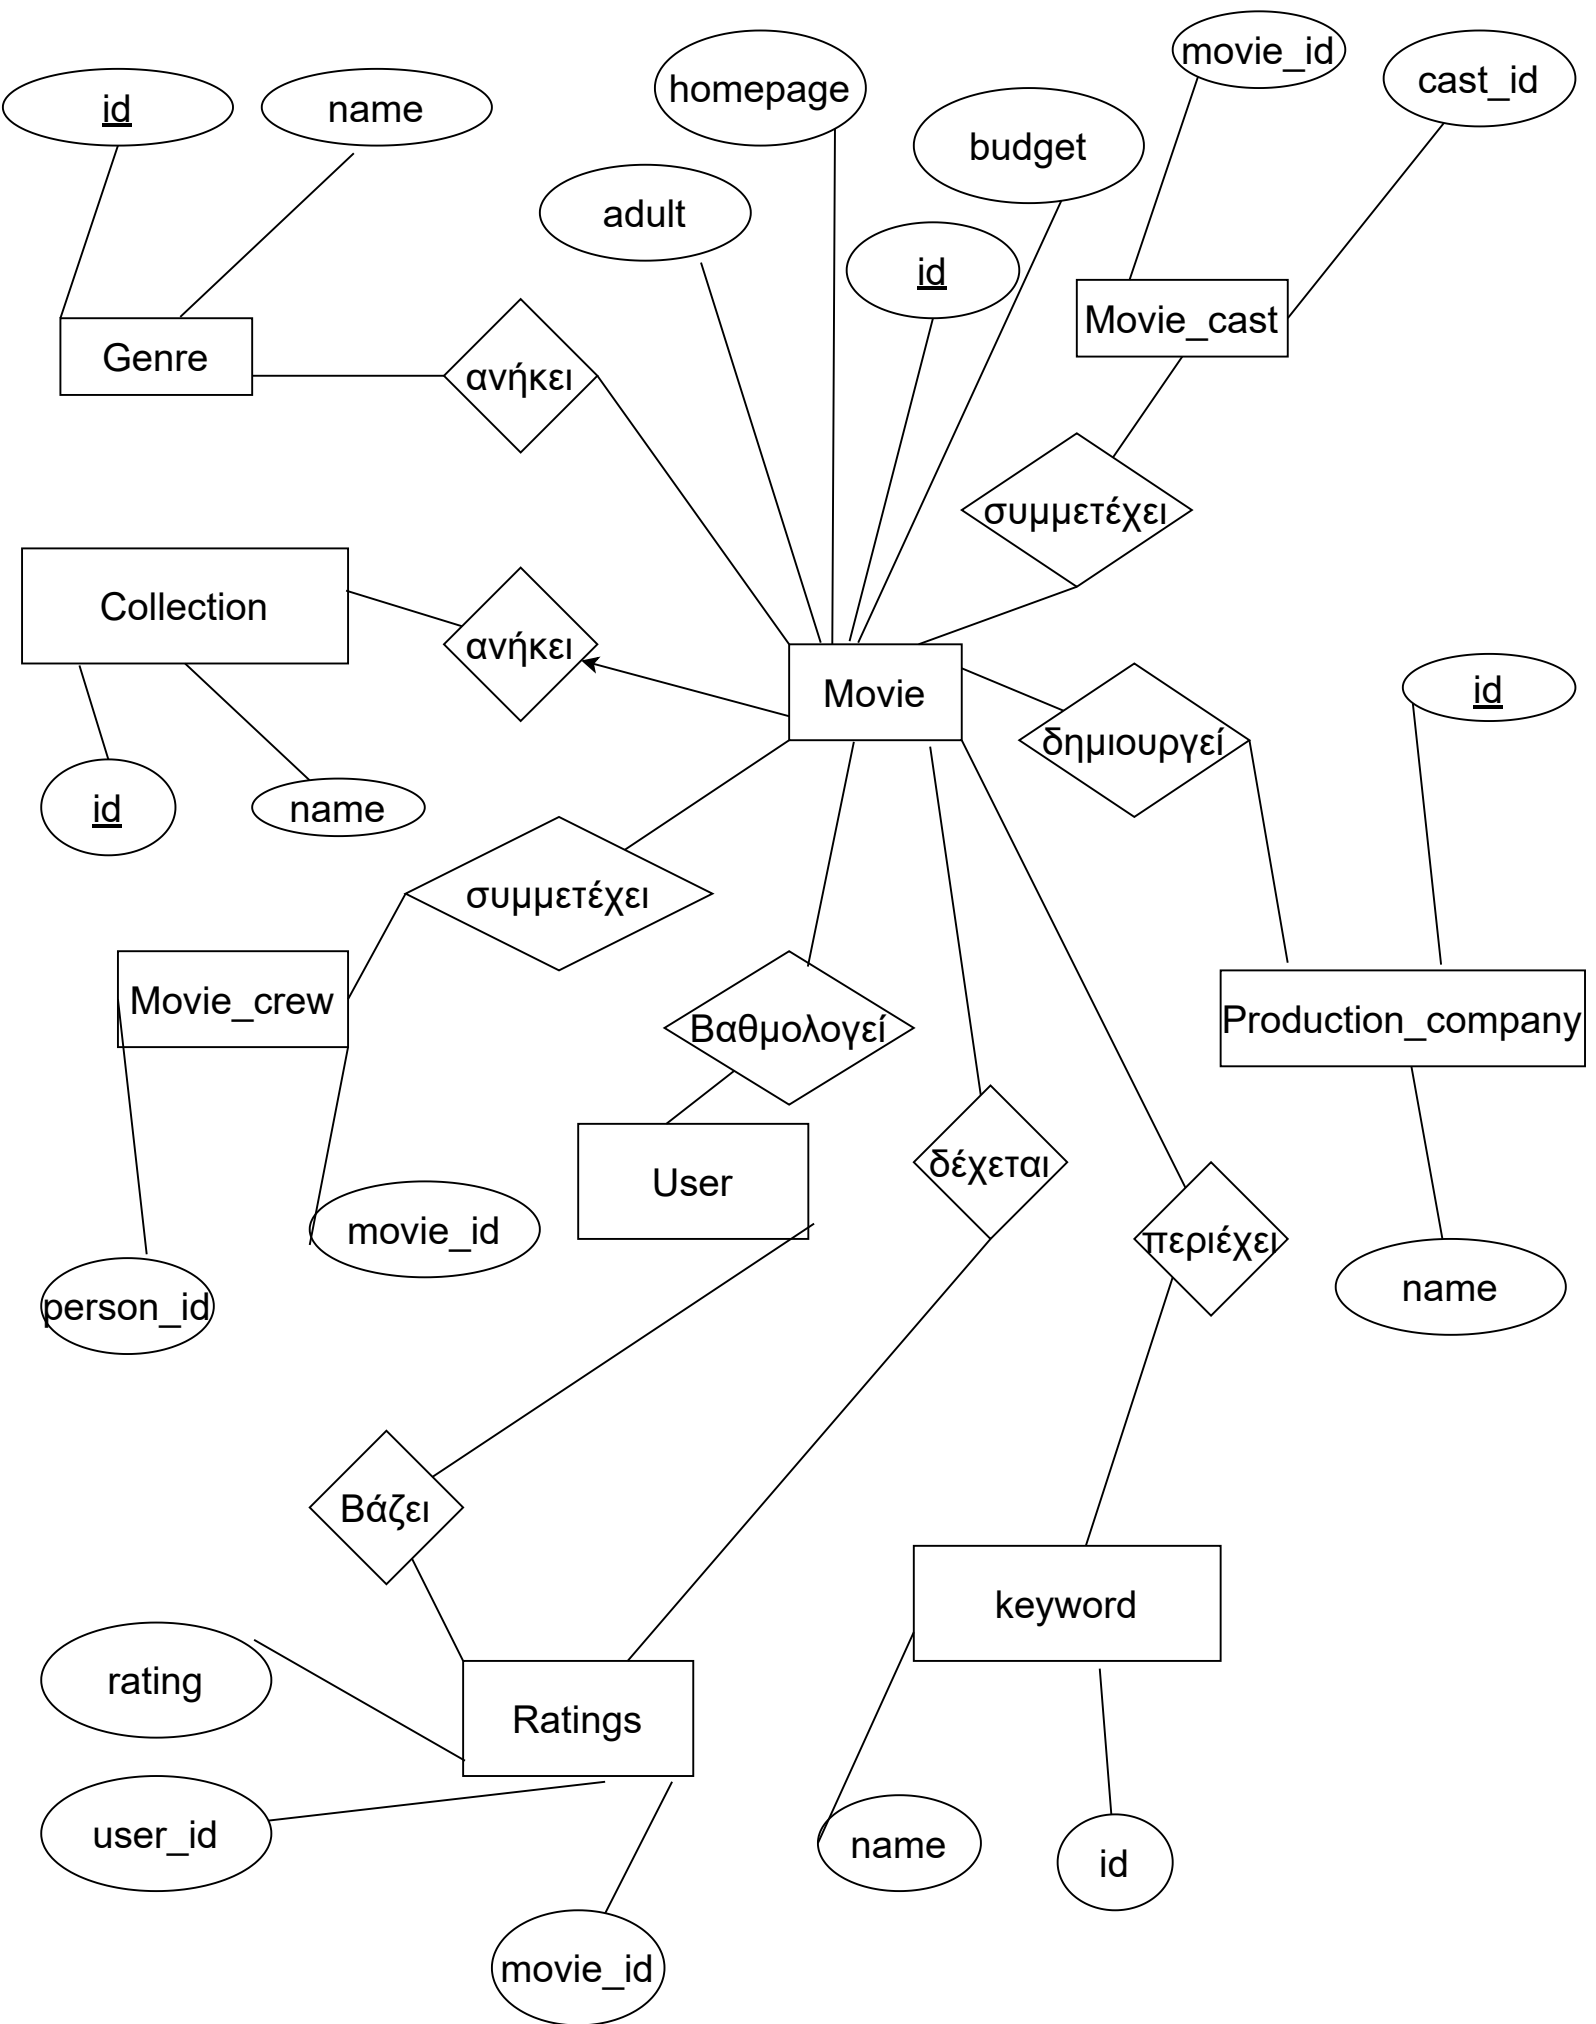 movie_id
cast_id
homepage
id
name
budget
adult
id
Movie_cast
Genre
ανήκει
συμμετέχει
Collection
ανήκει
Movie
id
δημιουργεί
id
name
συμμετέχει
Movie_crew
Βαθμολογεί
Production_company
User
δέχεται
movie_id
περιέχει
person_id
name
Βάζει
keyword
rating
Ratings
user_id
name
id
movie_id